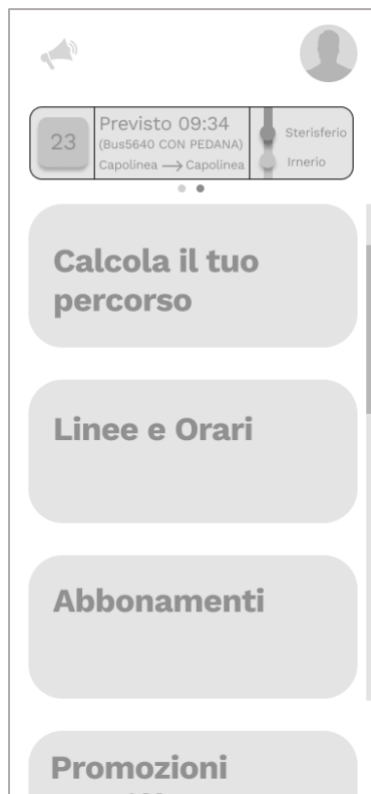 23
Previsto 09:34
(Bus5640 CON PEDANA)
Capolinea → Capolinea
Sterisferio
Irnerio
Calcola il tuo
percorso
Linee e Orari
Abbonamenti
Promozioni